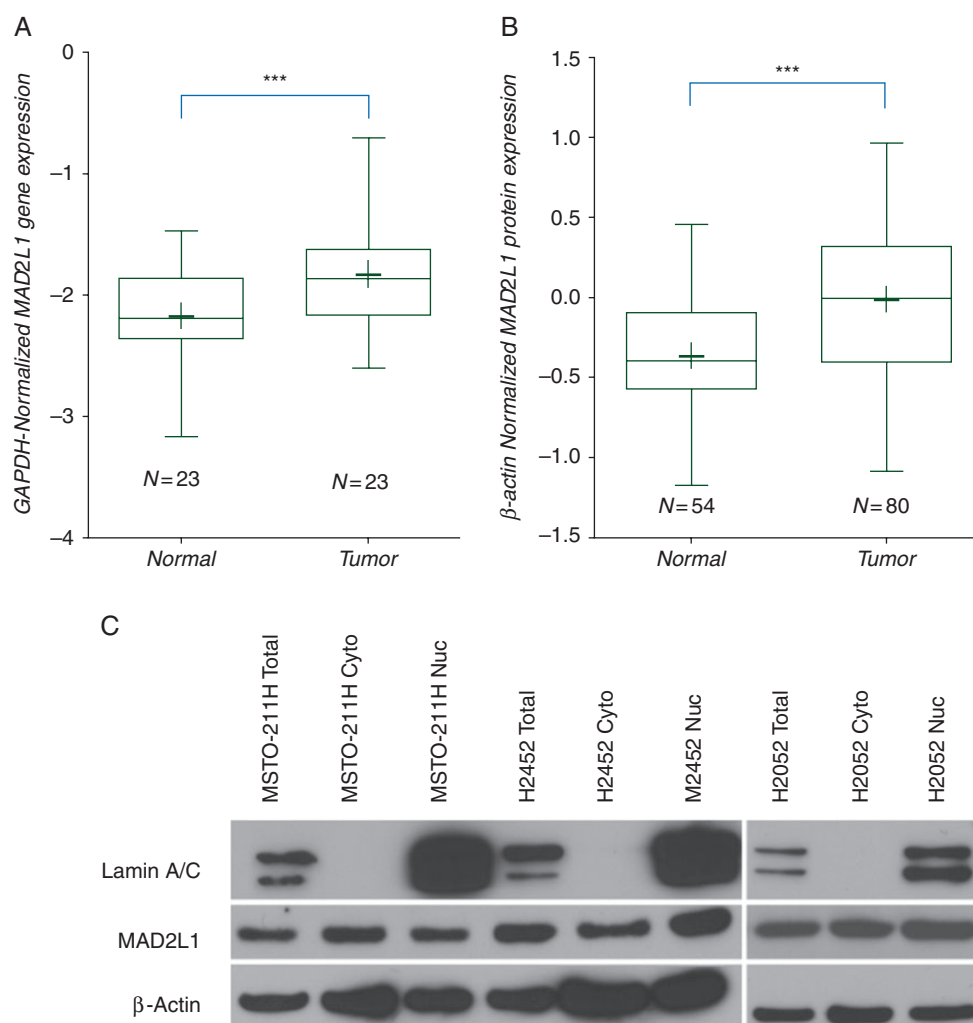 A
GAPDH-Normalized MAD2L1 gene expression
0
–1
–2
–3
–4
***
N=23
N=23
Normal
Tumor
B
β-actin Normalized MAD2L1 protein expression
1.5
1.0
0.5
0.0
–0.5
–1.0
–1.5
***
N=54
N=80
Normal
Tumor
C
MSTO-211H Total
MSTO-211H Cyto
MSTO-211H Nuc
H2452 Total
H2452 Cyto
M2452 Nuc
H2052 Total
H2052 Cyto
H2052 Nuc
Lamin A/C
MAD2L1
β-Actin